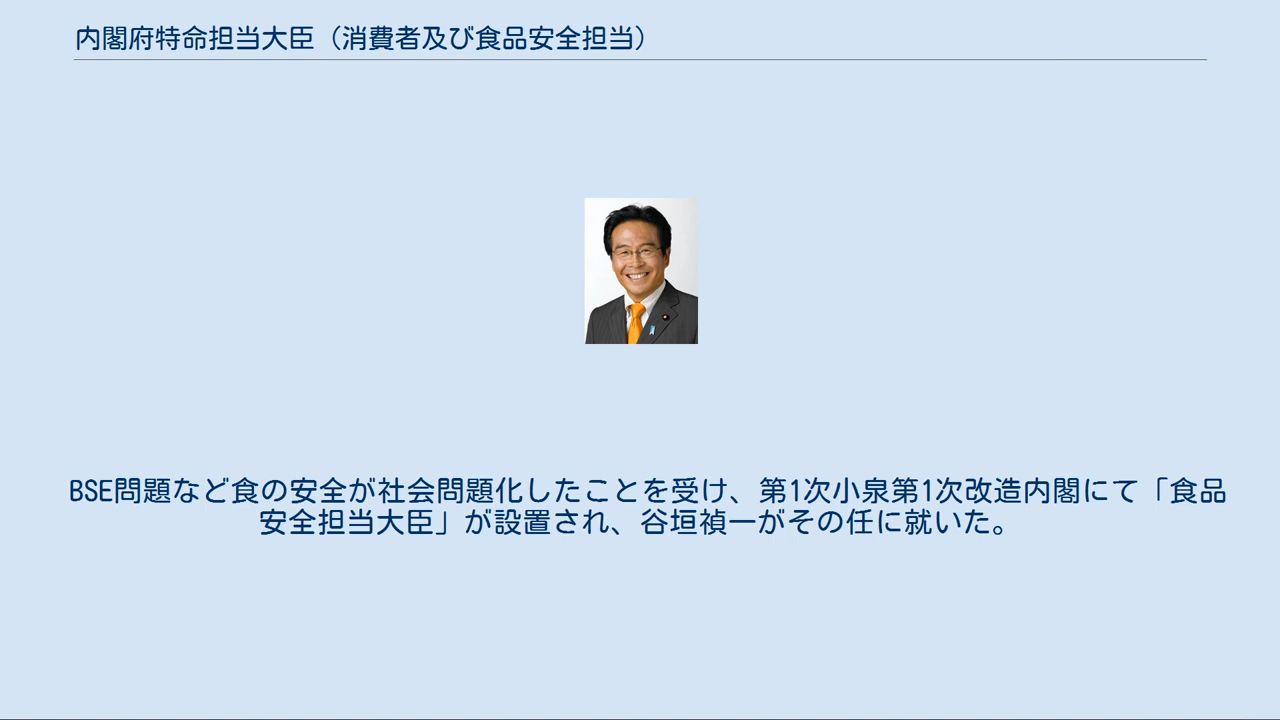 内閣府特命担当大臣（消費者及び食品安全担当）
BSE問題など食の安全が社会問題化したことを受け、第1次小泉第1次改造内閣にて「食品
安全担当大臣」が設置され、谷垣禎一がその任に就いた。